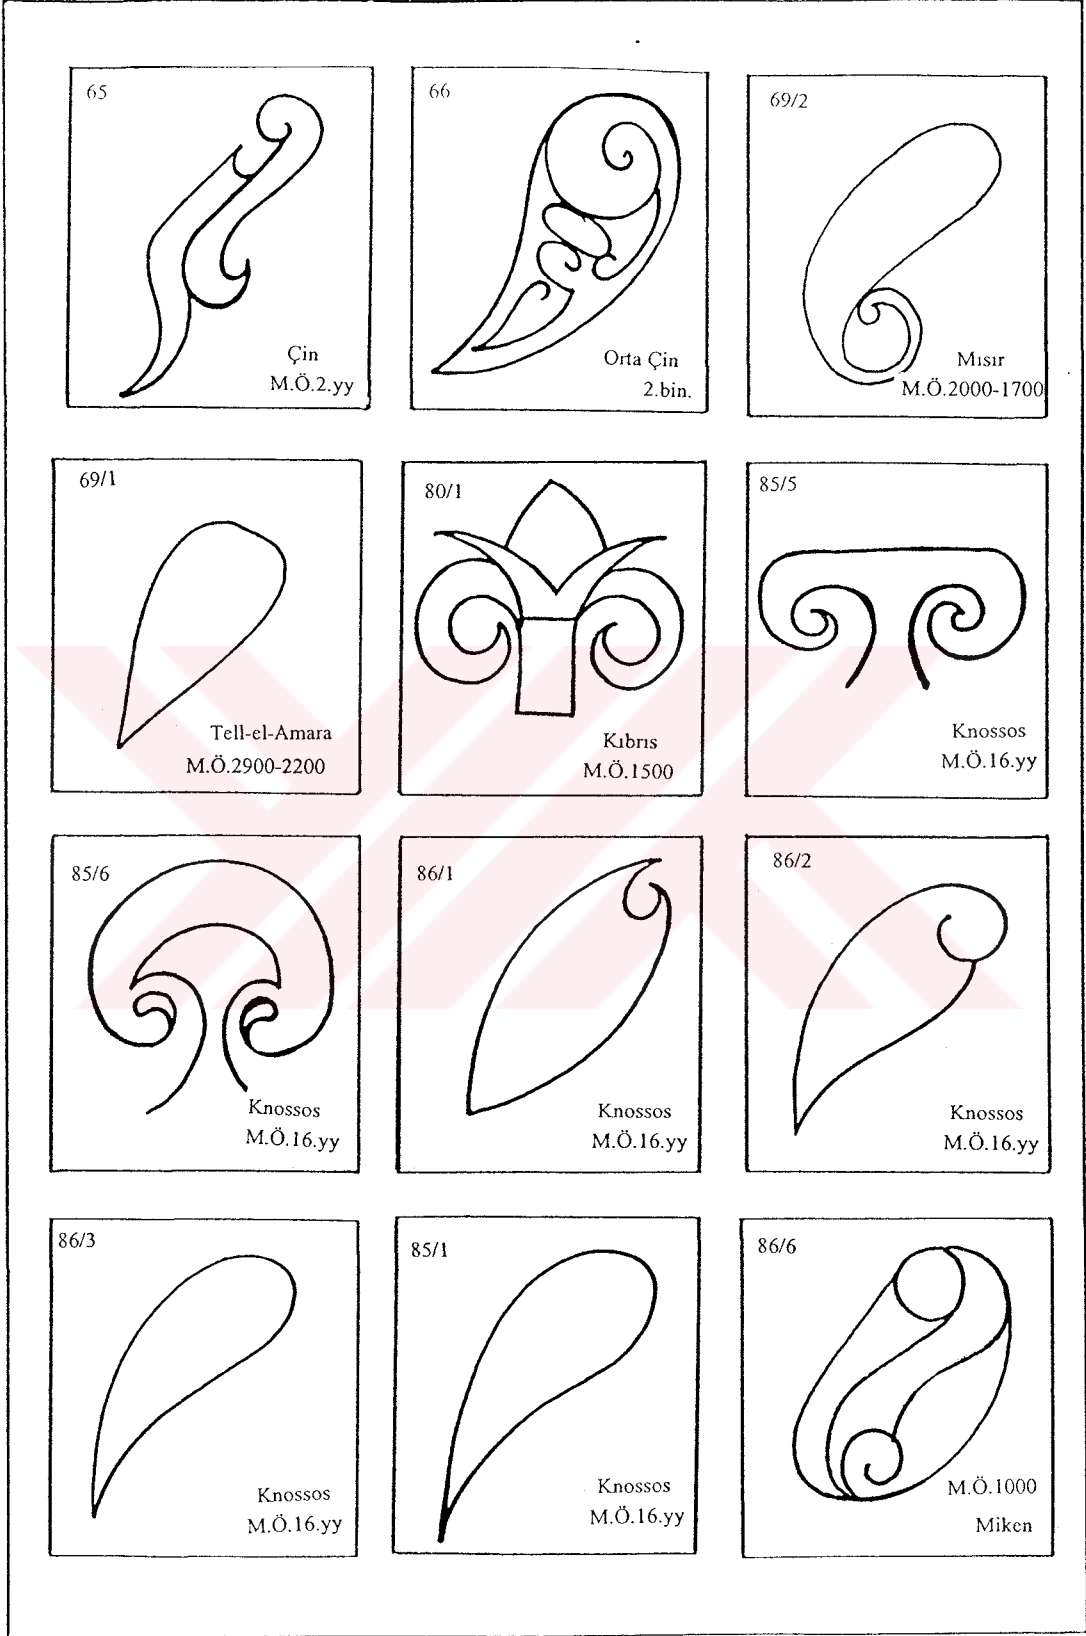 65
Çin
M.Ö.2.yy
66
Orta Çin
2.bin.
69/2
Mısır
M.Ö.2000-1700
69/1
Tell-el-Amara
M.Ö.2900-2200
80/1
Kıbrıs
M.Ö.1500
85/5
Knossos
M.Ö.16.yy
85/6
Knossos
M.Ö.16.yy
86/1
Knossos
M.Ö.16.yy
86/2
Knossos
M.Ö.16.yy
86/3
Knossos
M.Ö.16.yy
85/1
Knossos
M.Ö.16.yy
86/6
M.Ö.1000
Miken